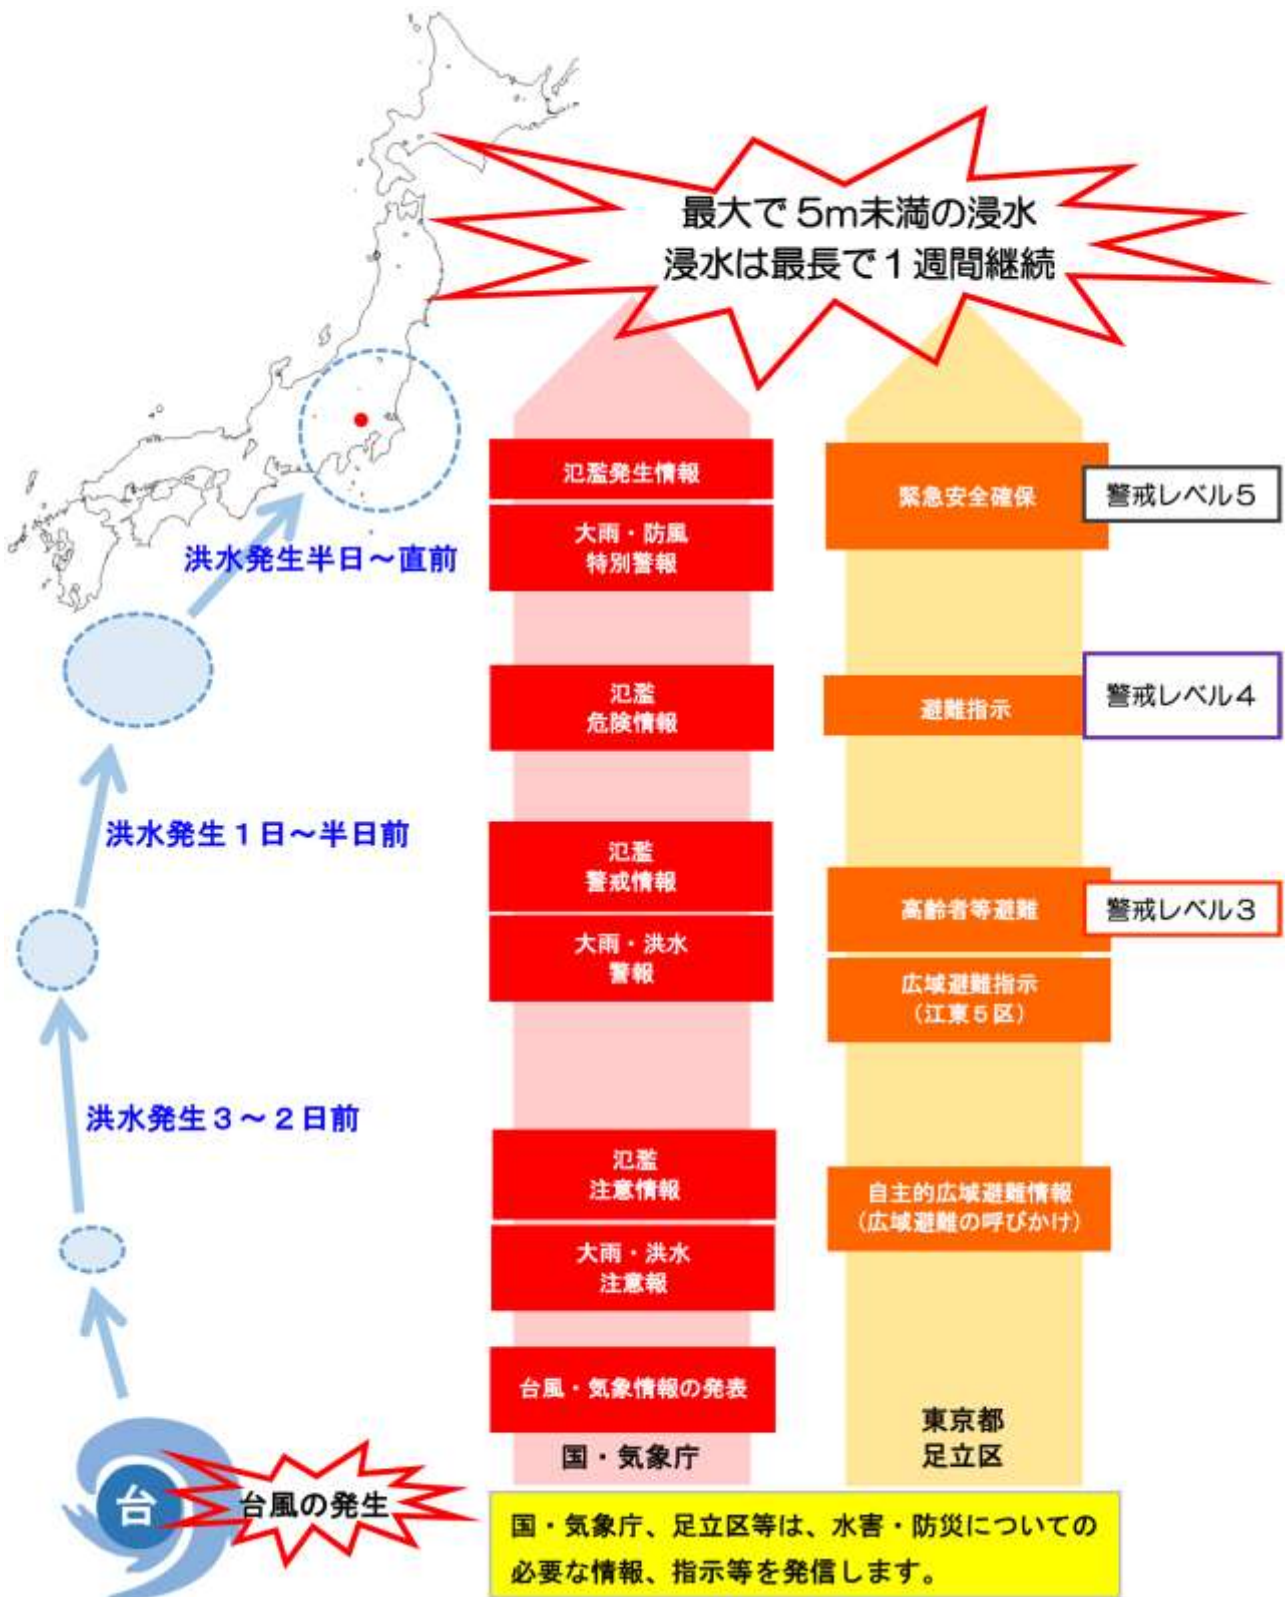 最大で5m未満の浸水
浸水は最長で1週間継続
氾濫発生情報
大雨・防風
特別警報
緊急安全確保
警戒レベル5
洪水発生半日～直前
氾濫
危険情報
避難指示
警戒レベル4
洪水発生1日～半日前
氾濫
警戒情報
大雨・洪水
警報
高齢者等避難
警戒レベル3
広域避難指示
（江東5区）
洪水発生3～2日前
氾濫
注意情報
大雨・洪水
注意報
自主的広域避難情報
（広域避難の呼びかけ）
台風・気象情報の発表
国・気象庁
東京都
足立区
台
台風の発生
国・気象庁、足立区等は、水害・防災についての
必要な情報、指示等を発信します。